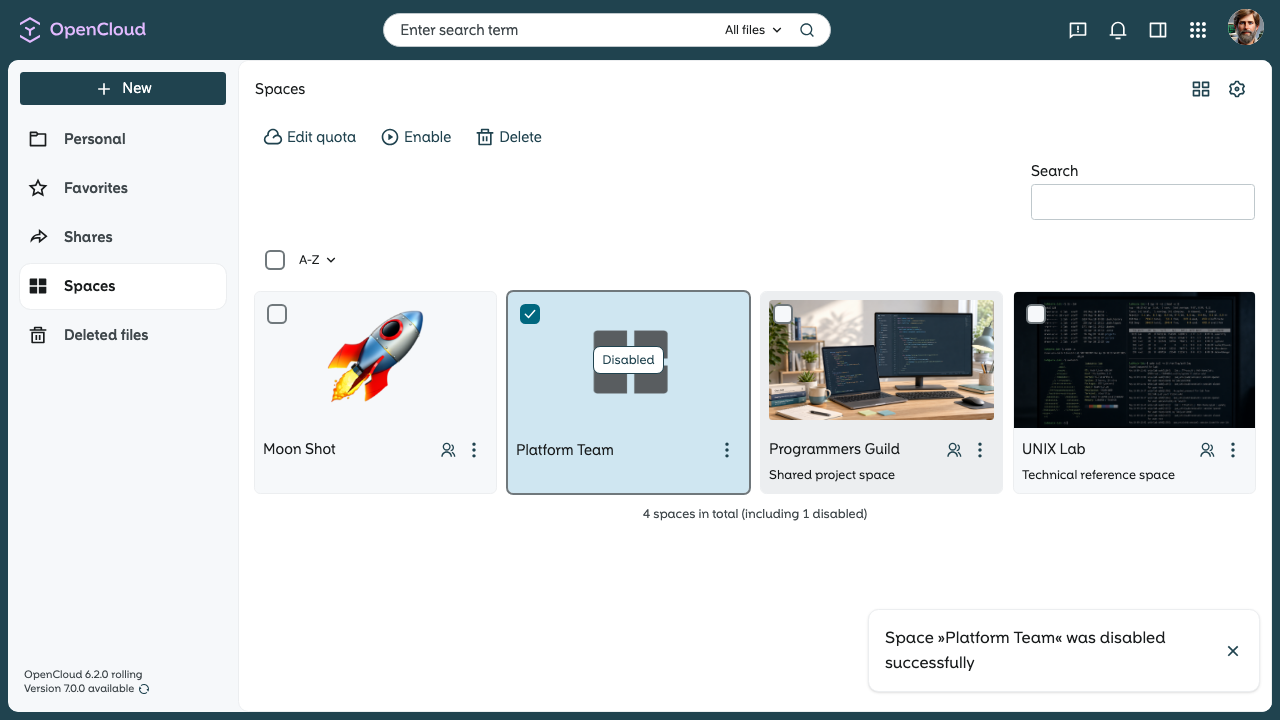 OpenCloud
Enter search term
All files
New
Personal
Favorites
Shares
Spaces
Deleted files
OpenCloud 6.2.0 rolling
Version 7.0.0 available
Spaces
Edit quota
Enable
Delete
Search
A-Z
Disabled
Moon Shot
Platform Team
Programmers Guild
Shared project space
UNIX Lab
Technical reference space
4 spaces in total (including 1 disabled)
Space »Platform Team« was disabled
successfully